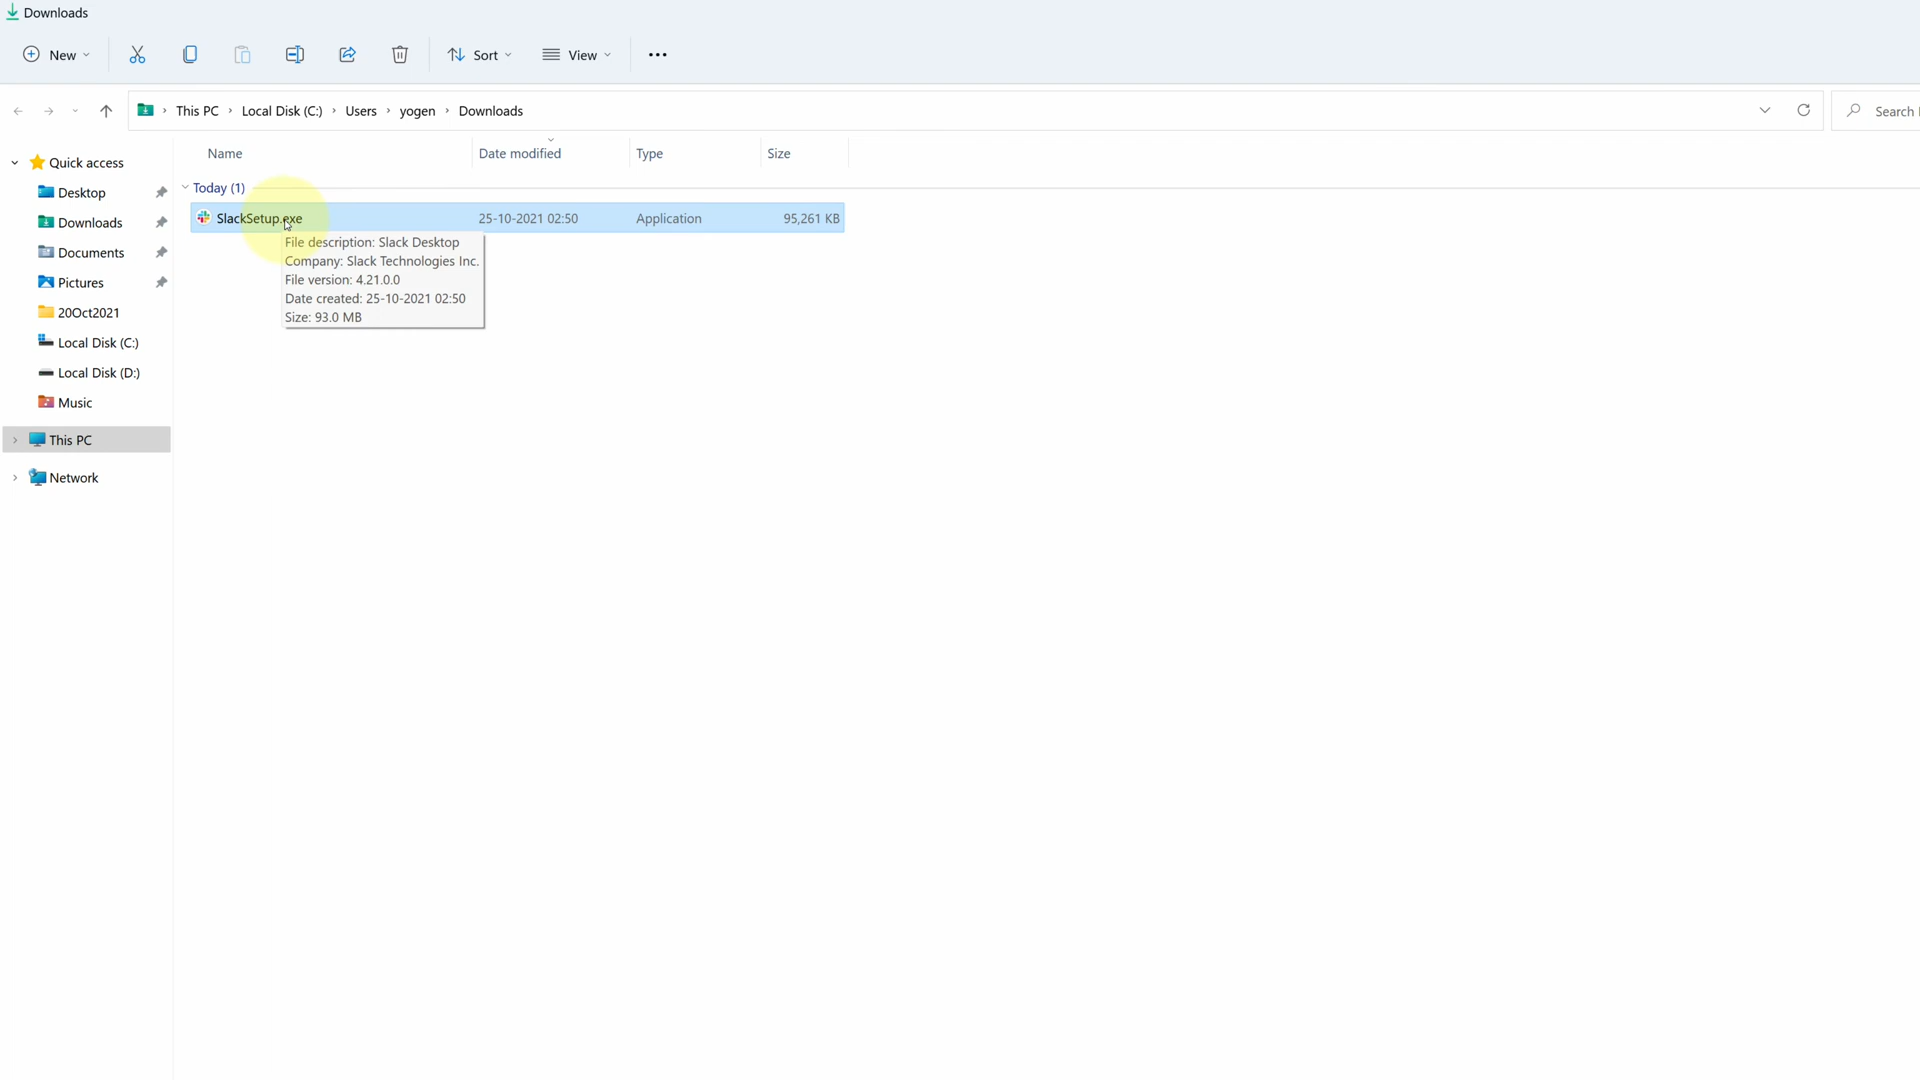 Downloads
New
Sort
View
This PC
Local Disk (C:)
Users
yogen
Downloads
Search
Name
Date modified
Type
Size
Quick access
Desktop
Downloads
Documents
Pictures
20Oct2021
Local Disk (C:)
Local Disk (D:)
Music
This PC
Network
Today (1)
SlackSetup.exe
25-10-2021 02:50
Application
95,261 KB
File description: Slack Desktop
Company: Slack Technologies Inc.
File version: 4.21.0.0
Date created: 25-10-2021 02:50
Size: 93.0 MB